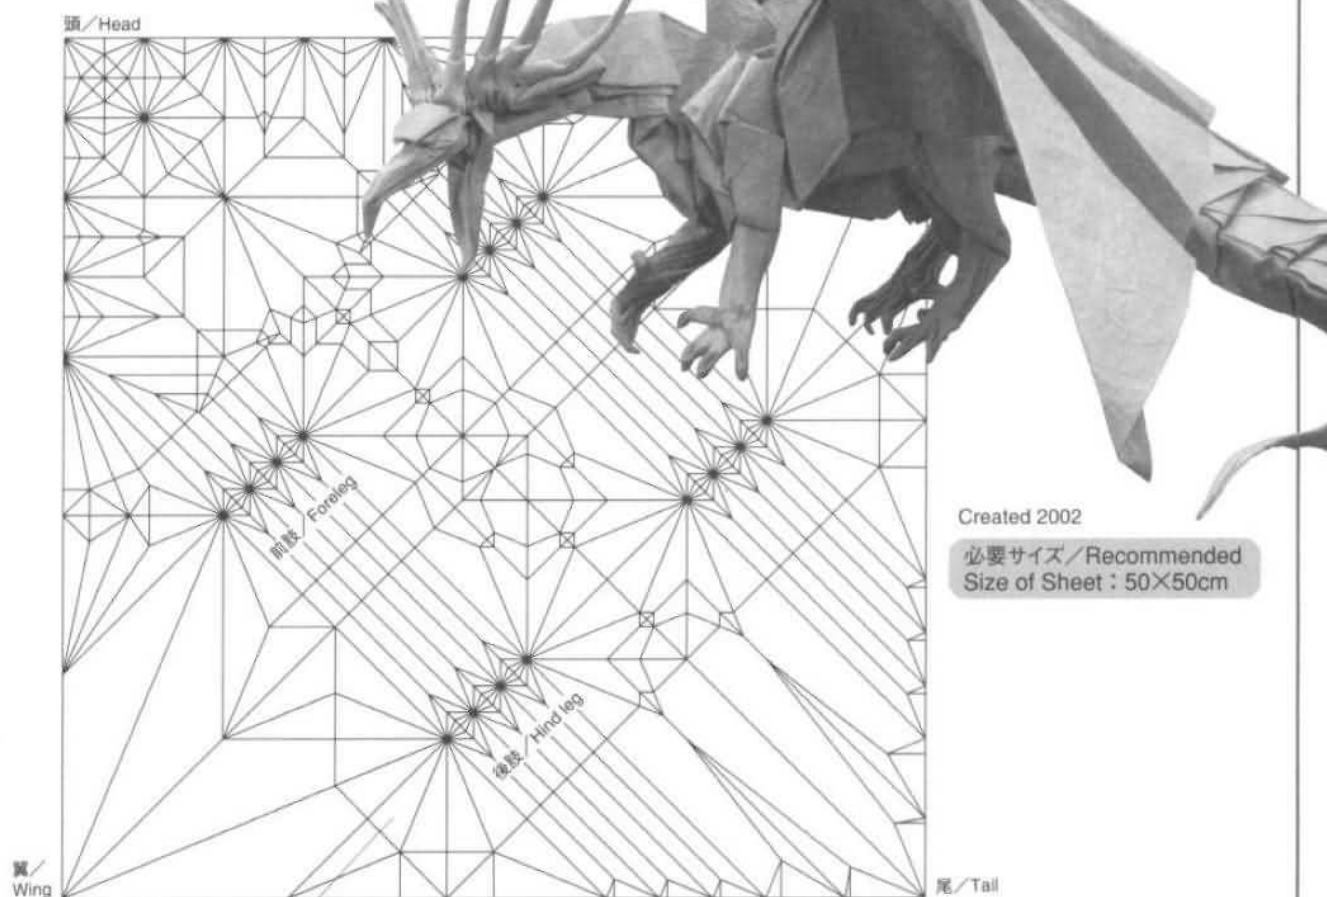 頭／Head
前肢／Foreleg
後肢／Hind leg
Created 2002
必要サイズ／Recommended
Size of Sheet：50×50cm
翼／
Wing
尾／Tail